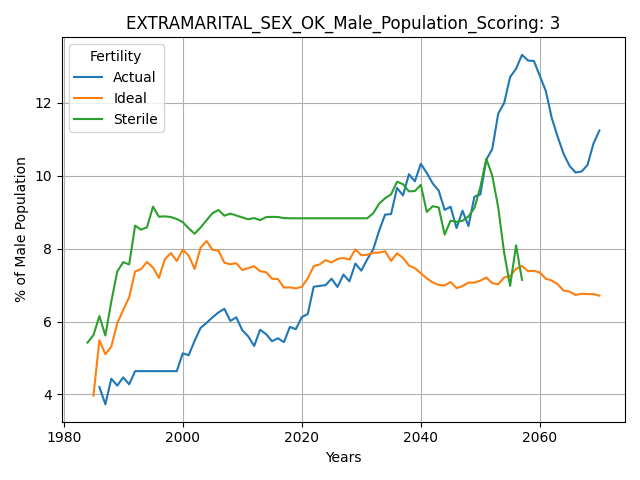 EXTRAMARITAL_SEX_OK_Male_Population_Scoring: 3
Fertility
Actual
Ideal
Sterile
% of Male Population
12
10
8
6
4
1980 2000 2020 2040 2060
Years